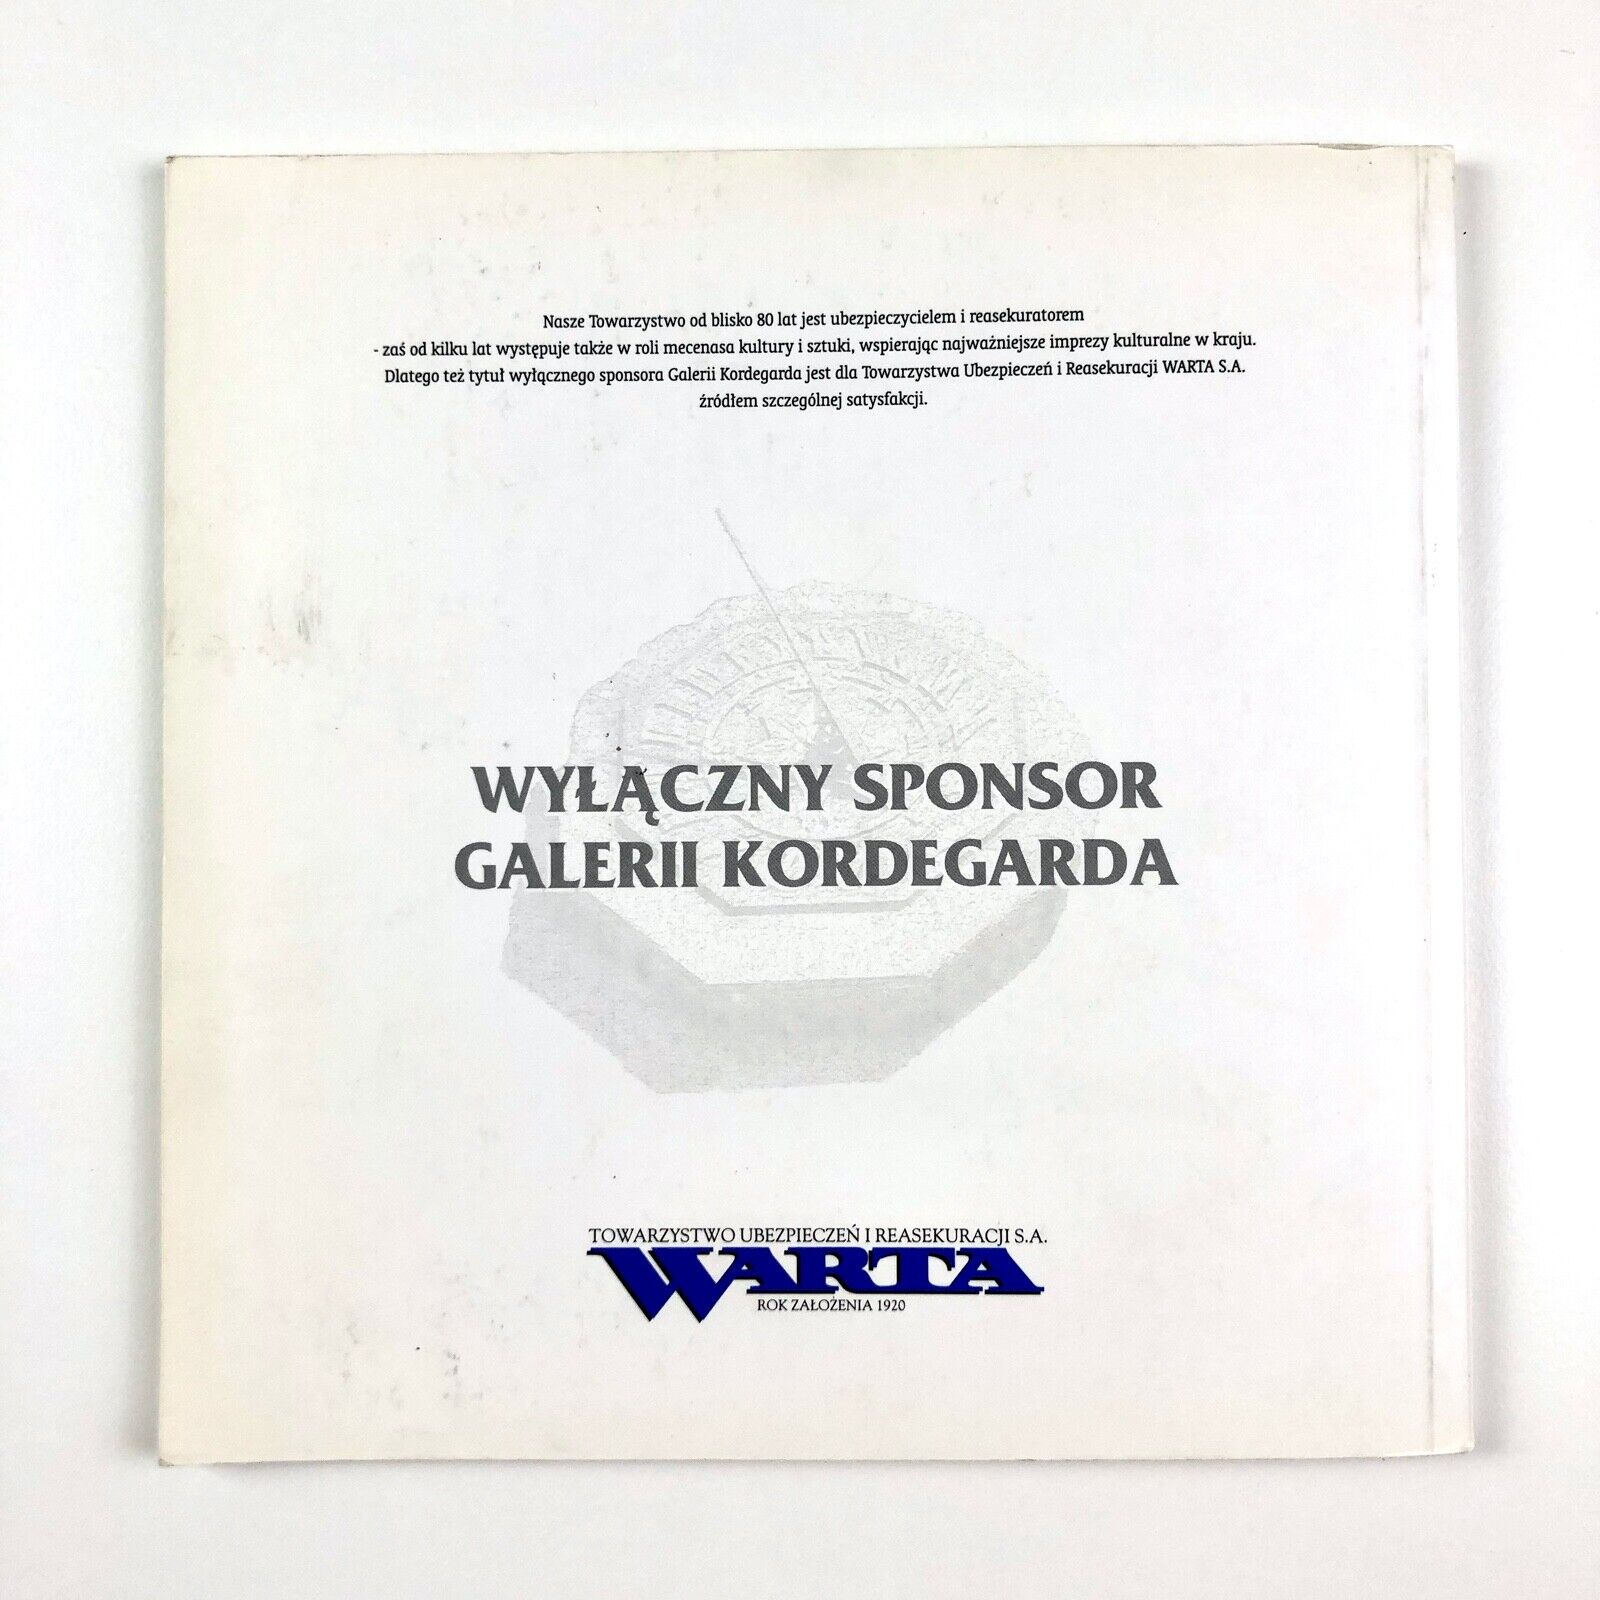 Nasze Towarzystwo od blisko 80 lat jest ubezpieczycielem i reasekuratorem
- zaś od kilku lat występuje także w roli mecenasa kultury i sztuki, wspierając najważniejsze imprezy kulturalne w kraju.
Dlatego też tytuł wyłącznego sponsora Galerii Kordegarda jest dla Towarzystwa Ubezpieczeń i Reasekuracji WARTA S.A.
źródłem szczególnej satysfakcji.
WYŁĄCZNY SPONSOR
GALERII KORDEGARDA
TOWARZYSTWO UBEZPIECZEŃ I REASEKURACJI S.A.
WARTA
ROK ZAŁOŻENIA 1920